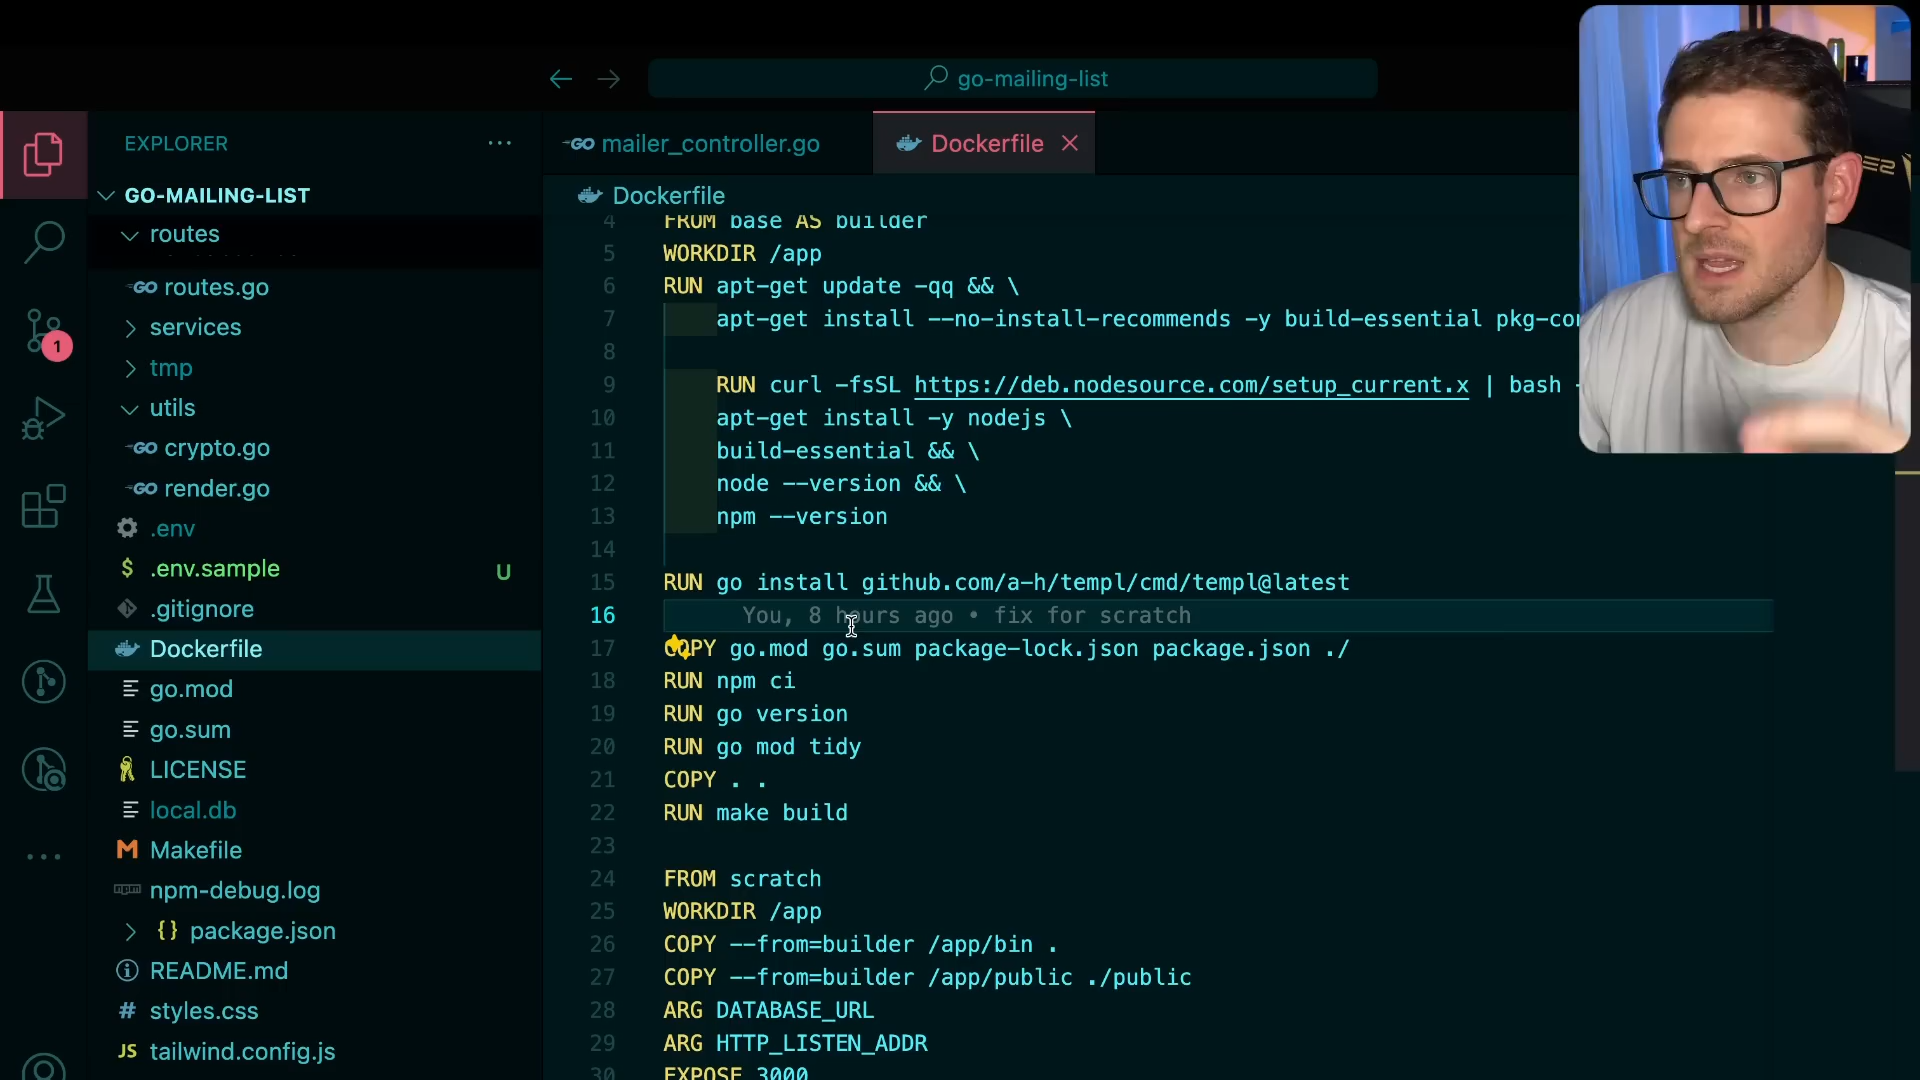 go-mailing-list
EXPLORER
GO-MAILING-LIST
routes
routes.go
services
tmp
utils
crypto.go
render.go
.env
.env.sample U
.gitignore
Dockerfile
go.mod
go.sum
LICENSE
local.db
Makefile
npm-debug.log
package.json
README.md
styles.css
tailwind.config.js
1
mailer_controller.go
Dockerfile
Dockerfile
4 FROM base AS builder
5 WORKDIR /app
6 RUN apt-get update -qq && \
7 apt-get install --no-install-recommends -y build-essential
8
9 RUN curl -fsSL https://deb.nodesource.com/setup_current.x | bash -
10 apt-get install -y nodejs \
11 build-essential && \
12 node --version && \
13 npm --version
14
15 RUN go install github.com/a-h/templ/cmd/templ@latest
16 You, 8 hours ago • fix for scratch
17 COPY go.mod go.sum package-lock.json package.json ./
18 RUN npm ci
19 RUN go version
20 RUN go mod tidy
21 COPY . .
22 RUN make build
23
24 FROM scratch
25 WORKDIR /app
26 COPY --from=builder /app/bin .
27 COPY --from=builder /app/public ./public
28 ARG DATABASE_URL
29 ARG HTTP_LISTEN_ADDR
30 EXPOSE 3000